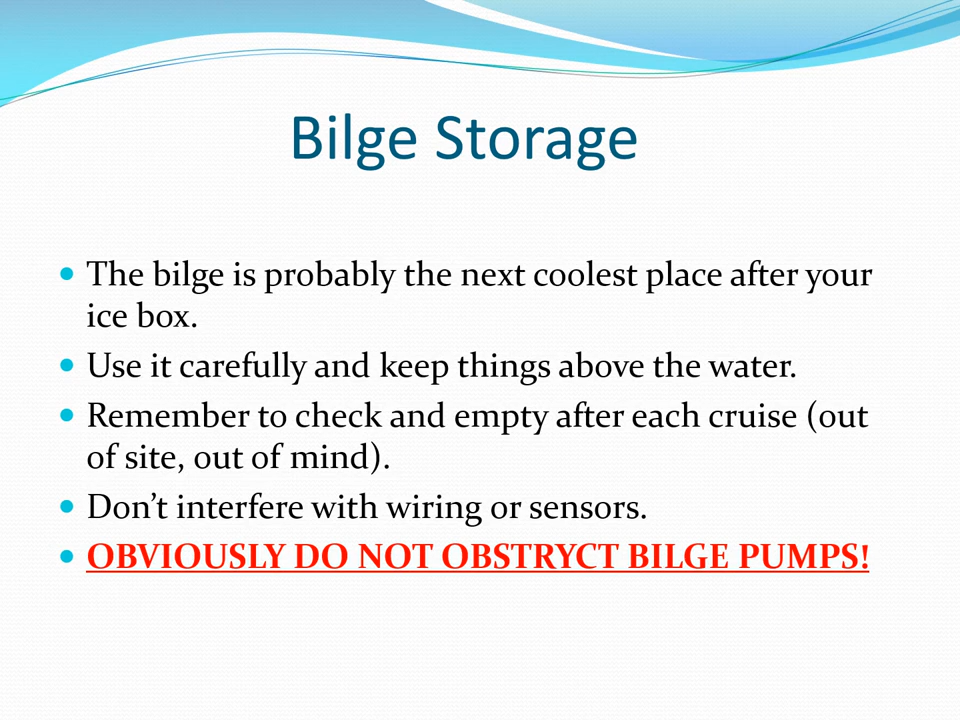 Bilge Storage
• The bilge is probably the next coolest place after your
ice box.
• Use it carefully and keep things above the water.
• Remember to check and empty after each cruise (out
of site, out of mind).
• Don’t interfere with wiring or sensors.
• OBVIOUSLY DO NOT OBSTRYCT BILGE PUMPS!